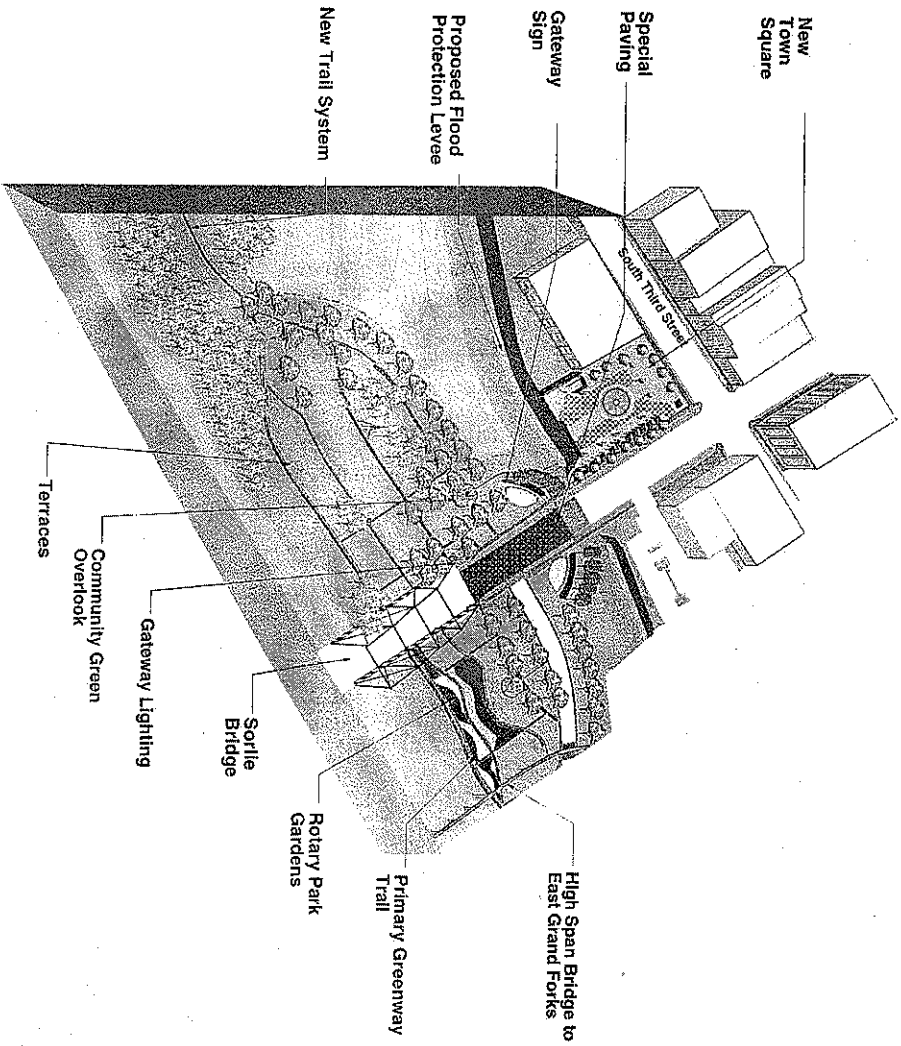 New
Town
Square
Special
Paving
Gateway
Sign
Proposed Flood
Protection Levee
New Trail System
South Third Street
Terraces
Community Green
Overlook
Gateway Lighting
Sorlie
Bridge
Rotary Park
Gardens
Primary Greenway
Trail
High Span Bridge to
East Grand Forks